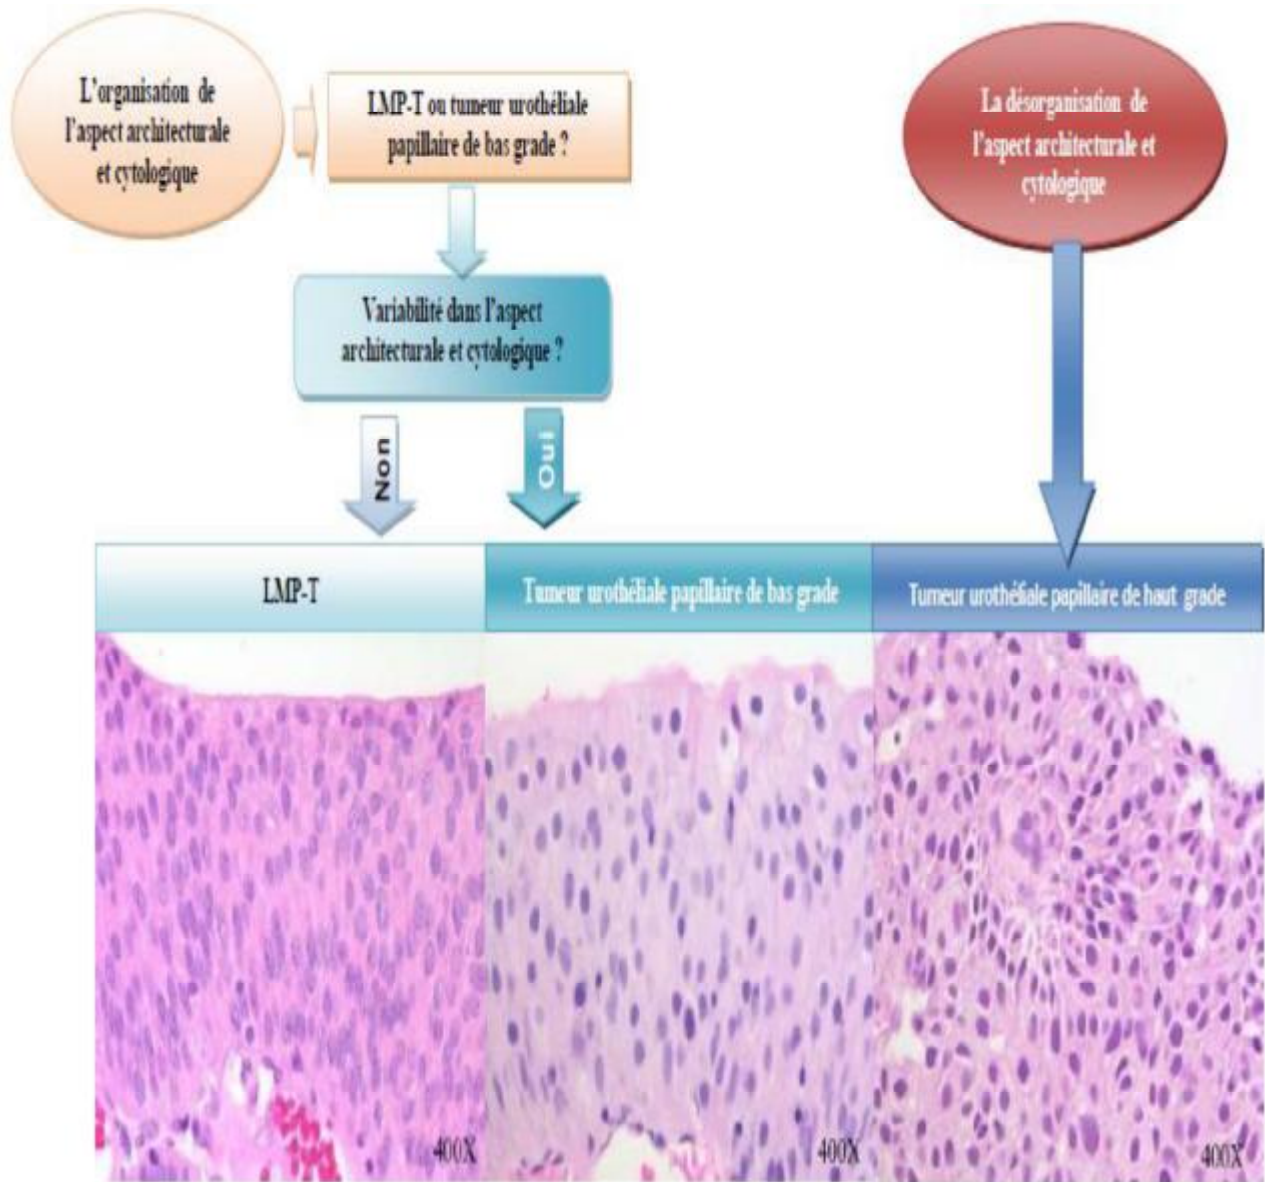 L'organisation de
l'aspect architecturale
et cytologique
LMP-T ou tumeur urothéliale
papillaire de bas grade ?
Variabilité dans l'aspect
architecturale et cytologique ?
Non
Oui
La désorganisation de
l'aspect architecturale et
cytologique
LMP-T
Tumeur urothéliale papillaire de bas grade
Tumeur urothéliale papillaire de haut grade
400X
400X
400X